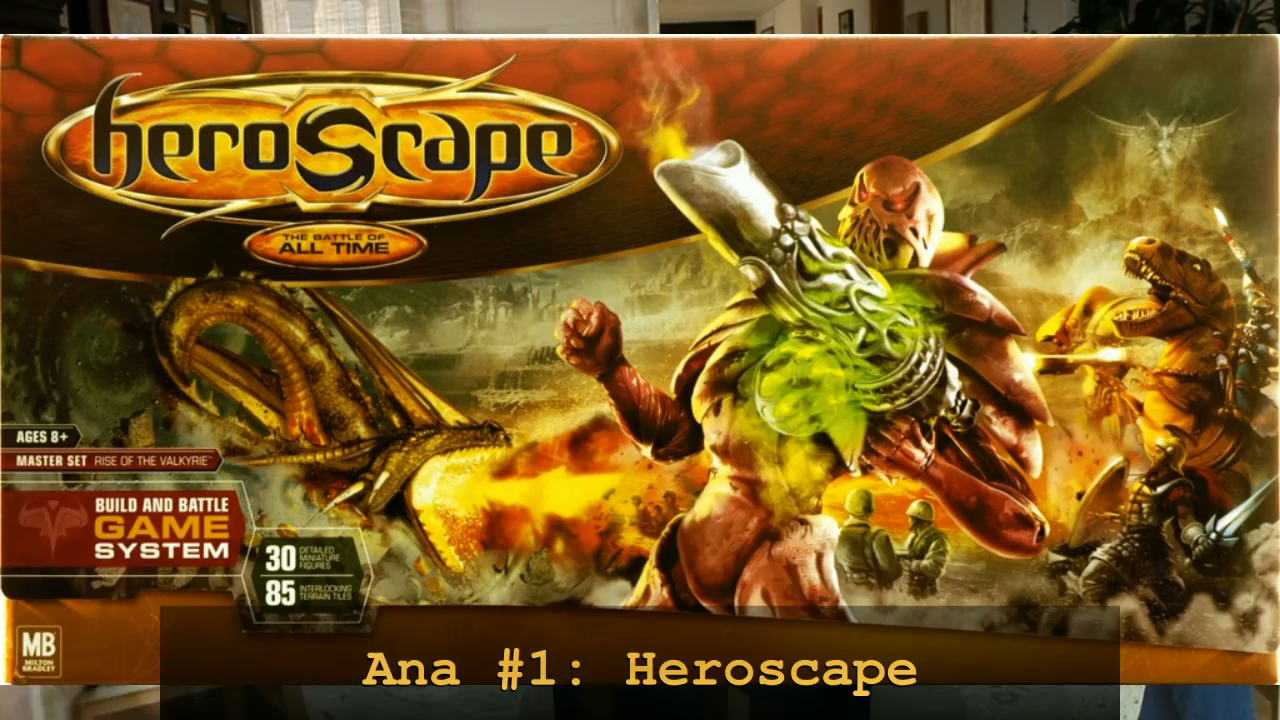 heroscape
THE BATTLE OF
ALL TIME
AGES 8+
MASTER SET RISE OF THE VALKYRIE™
BUILD AND BATTLE
GAME
SYSTEM
30 DETAILED
MINIATURE
FIGURES
85 INTERLOCKING
TERRAIN TILES
MB
MILTON
BRADLEY
Ana #1: Heroscape